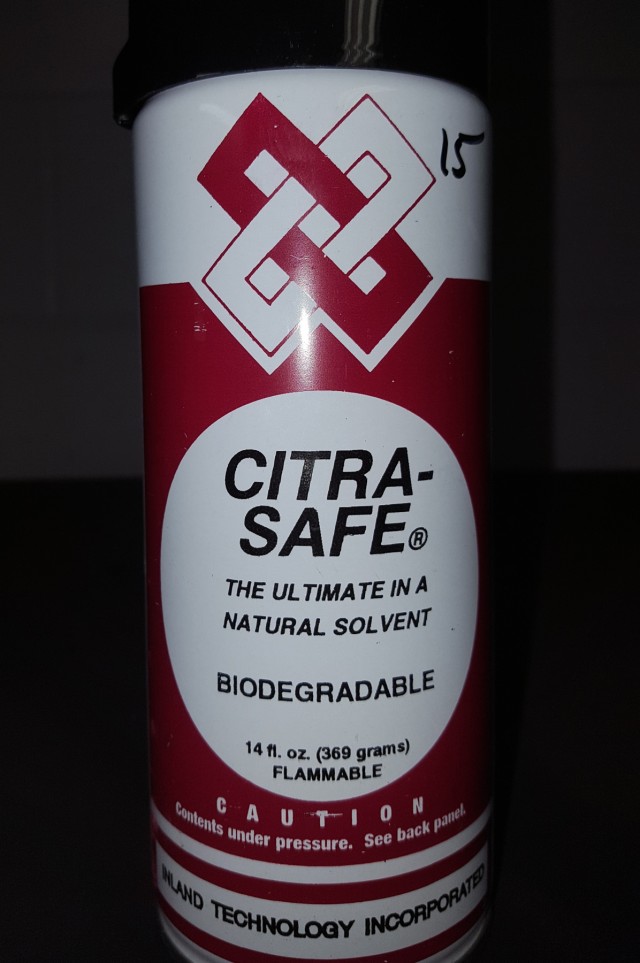 15
CITRA-
SAFE®
THE ULTIMATE IN A
NATURAL SOLVENT
BIODEGRADABLE
14 fl. oz. (369 grams)
FLAMMABLE
CAUTION
Contents under pressure. See back panel.
INLAND TECHNOLOGY INCORPORATED